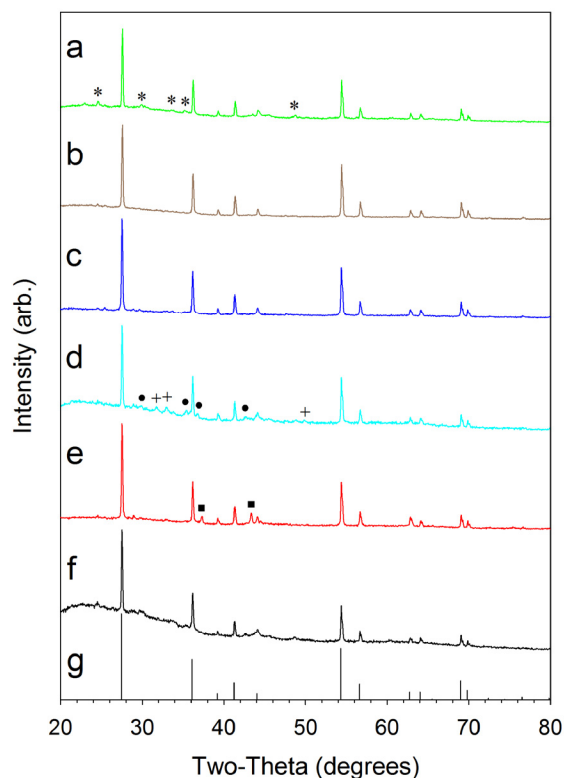 a
b
c
d
e
f
g
* * * * *
● + + ● ● ● +
■ ■
Intensity (arb.)
20 30 40 50 60 70 80
Two-Theta (degrees)